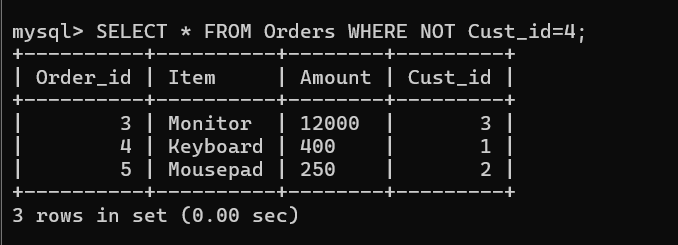 mysql> SELECT * FROM Orders WHERE NOT Cust_id=4;
+----------+----------+--------+---------+
| Order_id | Item     | Amount | Cust_id |
+----------+----------+--------+---------+
|        3 | Monitor  | 12000  |       3 |
|        4 | Keyboard | 400    |       1 |
|        5 | Mousepad | 250    |       2 |
+----------+----------+--------+---------+
3 rows in set (0.00 sec)